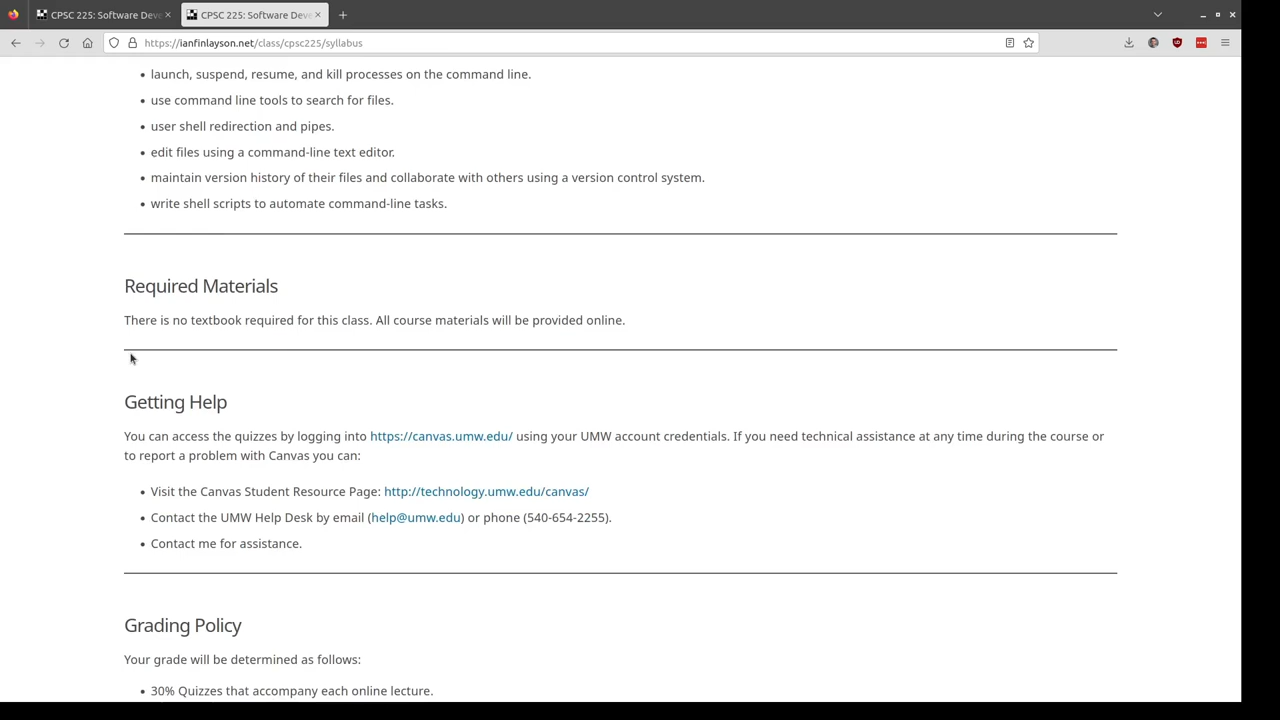 CPSC 225: Software Deve
CPSC 225: Software Deve
https://ianfinlayson.net/class/cpsc225/syllabus
• launch, suspend, resume, and kill processes on the command line.
• use command line tools to search for files.
• user shell redirection and pipes.
• edit files using a command-line text editor.
• maintain version history of their files and collaborate with others using a version control system.
• write shell scripts to automate command-line tasks.
Required Materials
There is no textbook required for this class. All course materials will be provided online.
Getting Help
You can access the quizzes by logging into https://canvas.umw.edu/ using your UMW account credentials. If you need technical assistance at any time during the course or
to report a problem with Canvas you can:
• Visit the Canvas Student Resource Page: http://technology.umw.edu/canvas/
• Contact the UMW Help Desk by email (help@umw.edu) or phone (540-654-2255).
• Contact me for assistance.
Grading Policy
Your grade will be determined as follows:
• 30% Quizzes that accompany each online lecture.